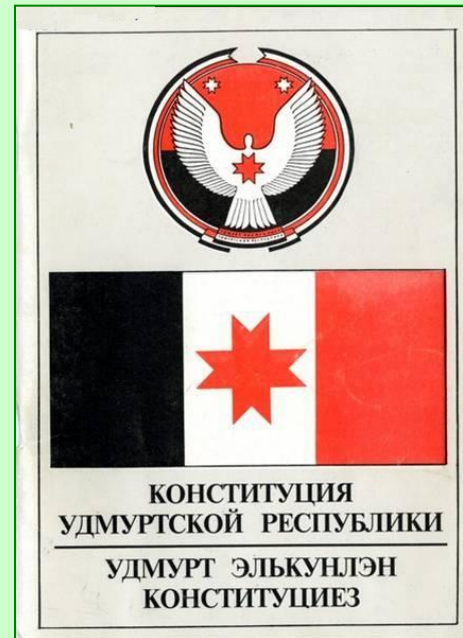 КОНСТИТУЦИЯ
УДМУРТСКОЙ РЕСПУБЛИКИ
УДМУРТ ЭЛЬКУНЛЭН
КОНСТИТУЦИЕЗ